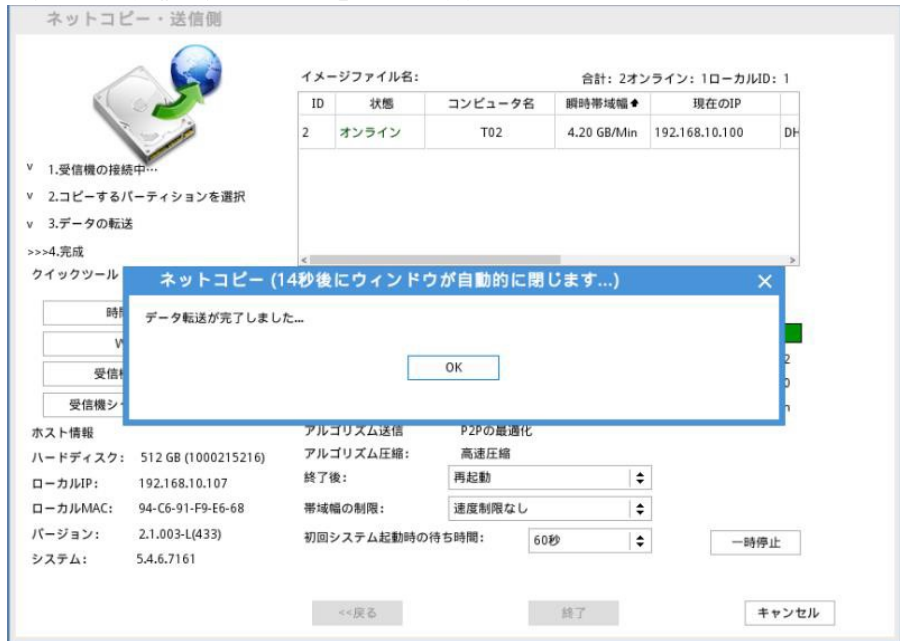 ネットコピー・送信側
イメージファイル名: 合計: 2オンライン: 1ローカルID: 1
ID 状態 コンピュータ名 瞬時帯域幅 現在のIP
2 オンライン T02 4.20 GB/Min 192.168.10.100 DH
v 1.受信機の接続中…
v 2.コピーするパーティションを選択
v 3.データの転送
>>>4.完成
クイックツール
ネットコピー (14秒後にウィンドウが自動的に閉じます...)
データ転送が完了しました...
OK
受信機
受信機シ
2
0
n
ホスト情報
ハードディスク: 512 GB (1000215216)
ローカルIP: 192.168.10.107
ローカルMAC: 94-C6-91-F9-E6-68
バージョン: 2.1.003-L(433)
システム: 5.4.6.7161
アルゴリズム送信 P2Pの最適化
アルゴリズム圧縮: 高速圧縮
終了後: 再起動
帯域幅の制限: 速度制限なし
初回システム起動時の待ち時間: 60秒
一時停止
<<戻る 終了 キャンセル